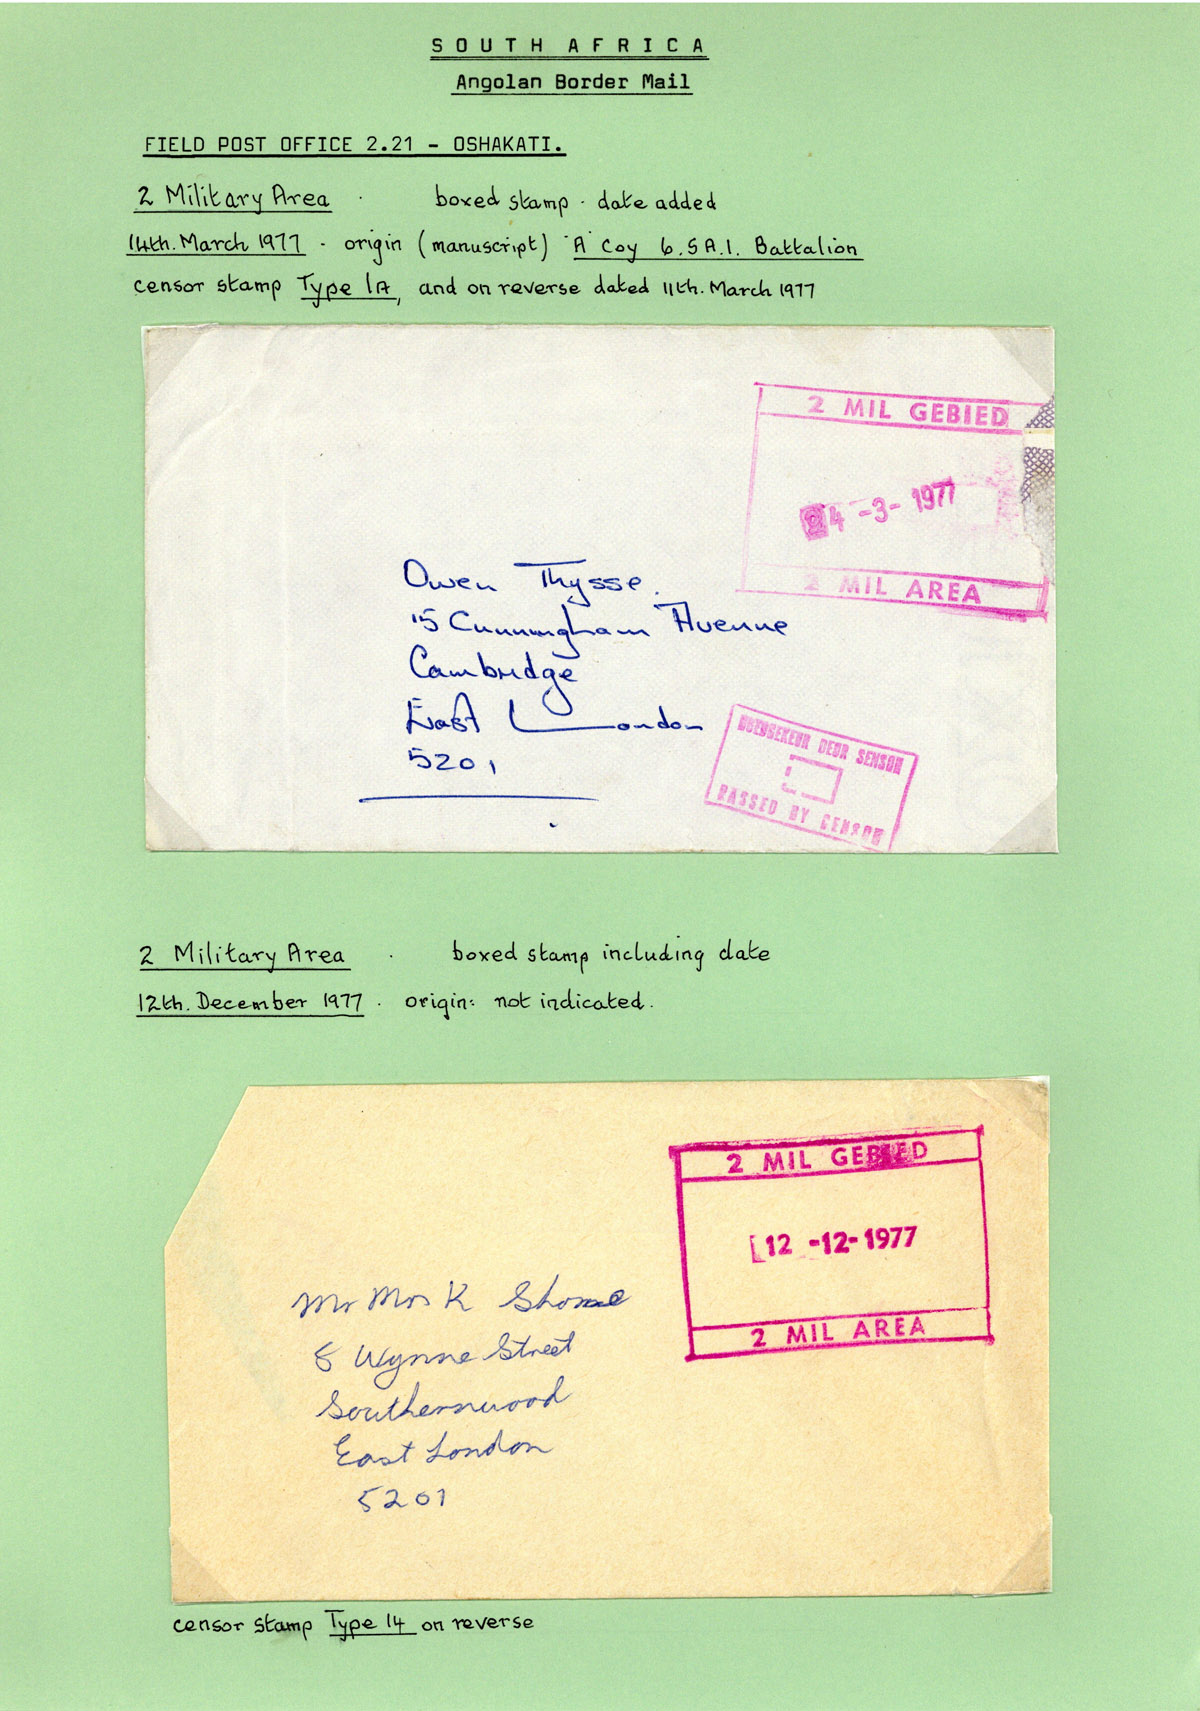 SOUTH AFRICA
Angolan Border Mail
FIELD POST OFFICE 2.21 - OSHAKATI.
2 Military Area . boxed stamp - date added
14th. March 1977 - origin (manuscript) 'A' Coy 6.S.A.I. Battalion
censor stamp Type 1A, and on reverse dated 11th. March 1977
2 MIL GEBIED
4 -3- 1977
2 MIL AREA
Owen Thysse.
15 Cunningham Avenue
Cambridge
East London
5201
DEUR SENSOR
PASSED BY CENSOR
2 Military Area . boxed stamp including date
12th. December 1977 . origin: not indicated.
2 MIL GEBIED
12 -12- 1977
2 MIL AREA
Mr Mrs K
8 Wynne Street
Southernwood
East London
5201
censor stamp Type 14 on reverse